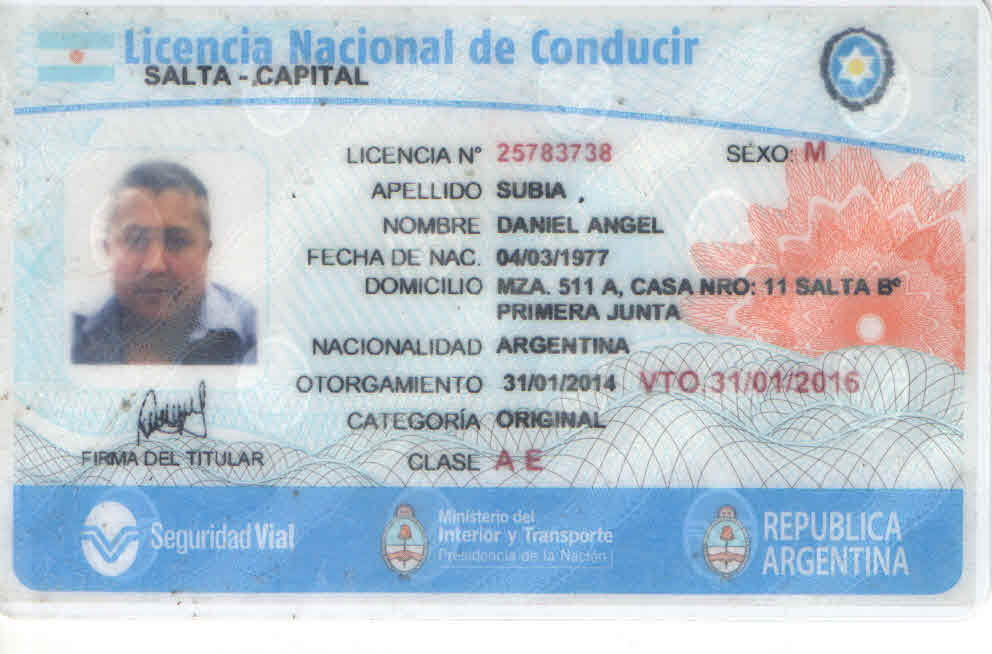 Licencia Nacional de Conducir
SALTA - CAPITAL
LICENCIA N° 25783738 SEXO: M
APELLIDO SUBIA
NOMBRE DANIEL ANGEL
FECHA DE NAC. 04/03/1977
DOMICILIO MZA. 511 A, CASA NRO: 11 SALTA Bº
PRIMERA JUNTA
NACIONALIDAD ARGENTINA
OTORGAMIENTO 31/01/2014 VTO.31/01/2016
CATEGORÍA ORIGINAL
FIRMA DEL TITULAR
CLASE A E
Seguridad Vial
Ministerio del
Interior y Transporte
Presidencia de la Nación
REPUBLICA
ARGENTINA